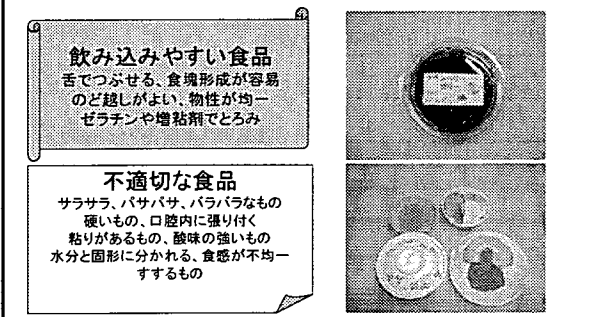 飲み込みやすい食品
舌でつぶせる、食塊形成が容易
のど越しがよい、物性が均一
ゼラチンや増粘剤でとろみ
不適切な食品
サラサラ、パサパサ、バラバラなもの
硬いもの、口腔内に張り付く
粘りがあるもの、酸味の強いもの
水分と固形に分かれる、食感が不均一
すするもの